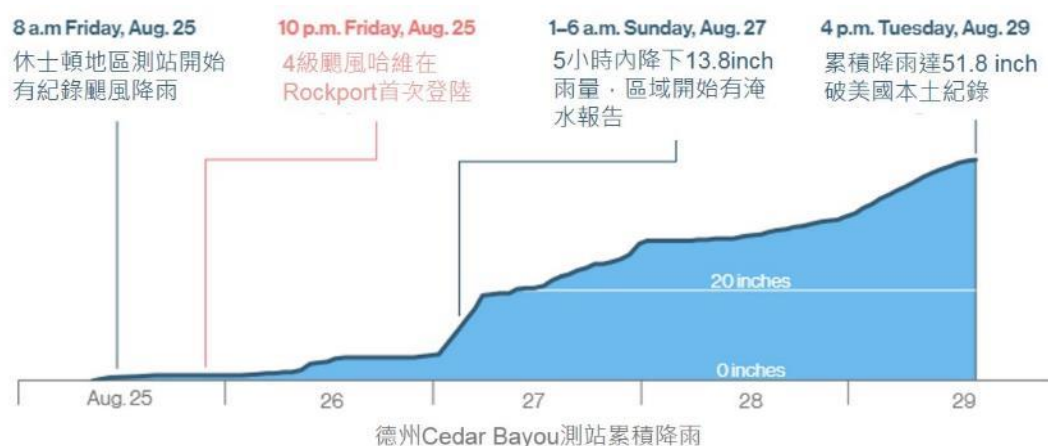 8 a.m Friday, Aug. 25
休士頓地區測站開始
有紀錄颶風降雨
10 p.m. Friday, Aug. 25
4級颶風哈維在
Rockport首次登陸
1–6 a.m. Sunday, Aug. 27
5小時內降下13.8inch
雨量，區域開始有淹
水報告
4 p.m. Tuesday, Aug. 29
累積降雨達51.8 inch
破美國本土紀錄
20 inches
0 inches
Aug. 25
26
27
28
29
德州Cedar Bayou測站累積降雨